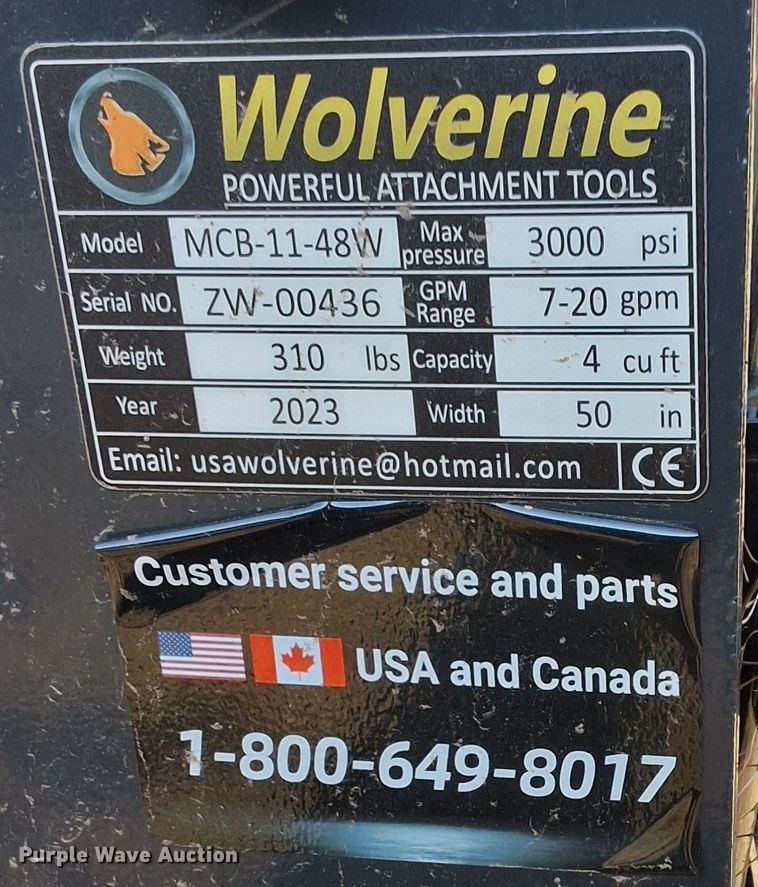 Wolverine
POWERFUL ATTACHMENT TOOLS
Model MCB-11-48W Max pressure 3000 psi
Serial NO. ZW-00436 GPM Range 7-20 gpm
Weight 310 lbs Capacity 4 cu ft
Year 2023 Width 50 in
Email: usawolverine@hotmail.com CE
Customer service and parts
USA and Canada
1-800-649-8017
Purple Wave Auction